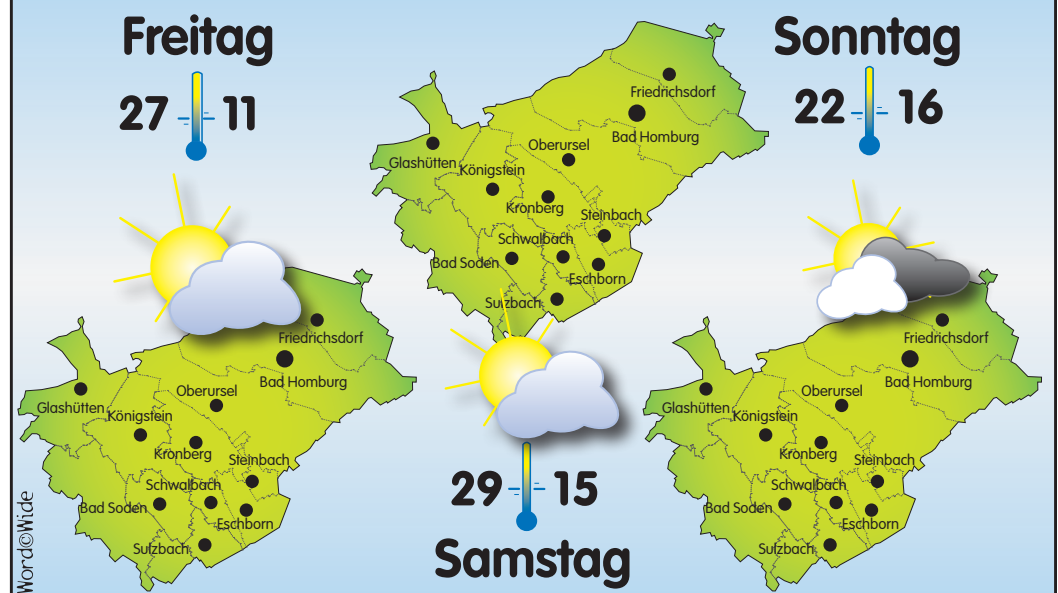 Freitag
27 11
Friedrichsdorf
Bad Homburg
Oberursel
Glashütten
Königstein
Kronberg
Steinbach
Schwalbach
Bad Soden
Eschborn
Sulzbach
Samstag
29 15
Friedrichsdorf
Bad Homburg
Oberursel
Glashütten
Königstein
Kronberg
Steinbach
Schwalbach
Bad Soden
Eschborn
Sulzbach
Sonntag
22 16
Friedrichsdorf
Bad Homburg
Oberursel
Glashütten
Königstein
Kronberg
Steinbach
Schwalbach
Bad Soden
Eschborn
Sulzbach
Word©Wide